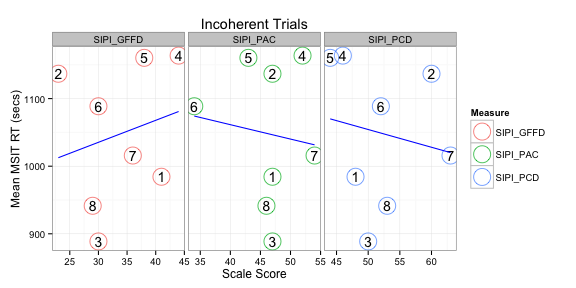 Incoherent Trials
SIPI_GFFD SIPI_PAC SIPI_PCD
Mean MSIT RT (secs)
1100
1000
900
2 5 4 6 7 1 8 3
5 4 2 6 7 1 8 3
5 4 2 6 7 1 8 3
25 30 35 40 45 35 40 45 50 55 45 50 55 60
Scale Score
Measure
SIPI_GFFD
SIPI_PAC
SIPI_PCD